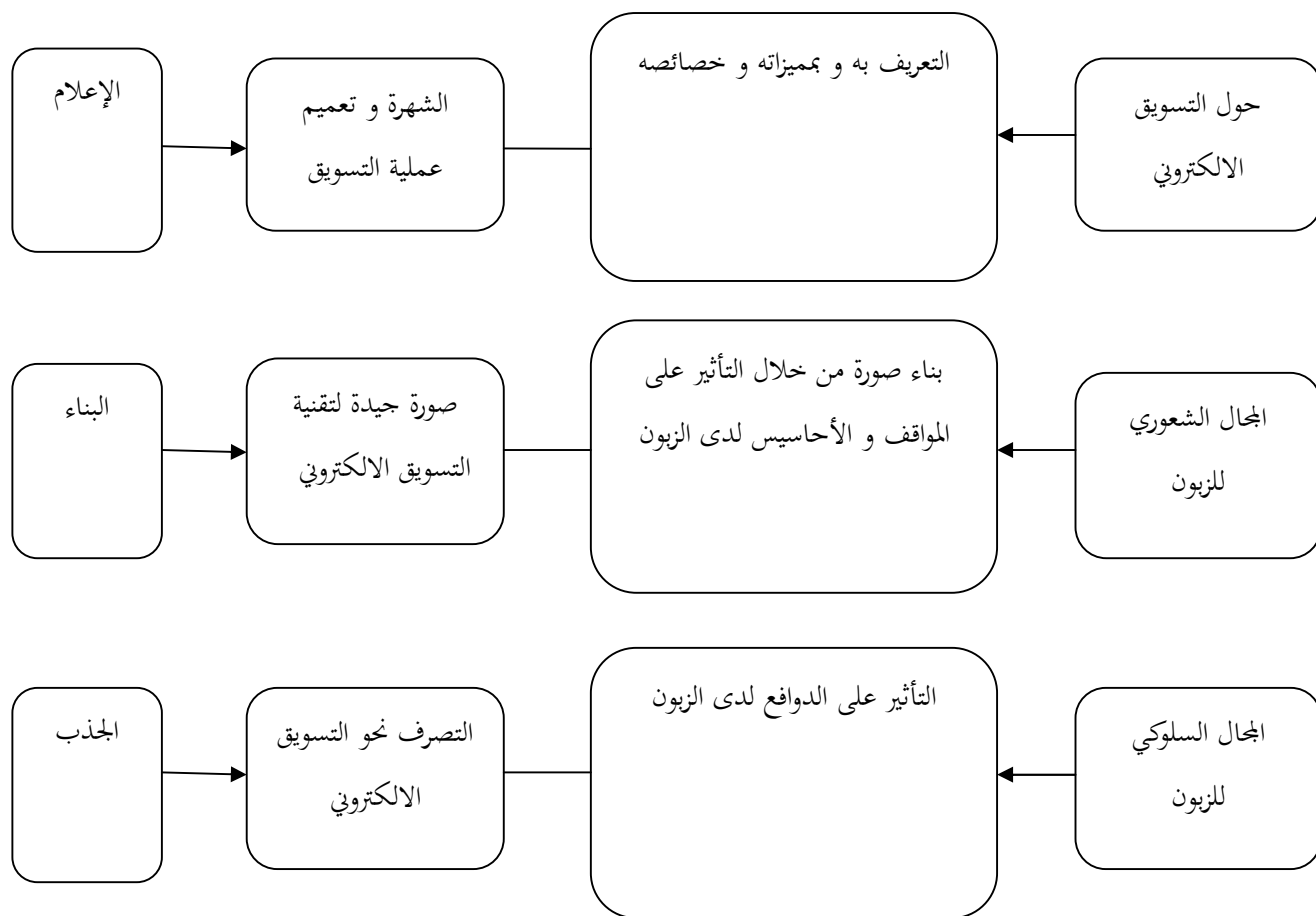 حول التسويق
الالكتروني
التعريف به و بمميزاته و خصائصه
الشهرة و تعميم
عملية التسويق
الإعلام
المجال الشعوري
للزبون
بناء صورة من خلال التأثير على
المواقف و الأحاسيس لدى الزبون
صورة جيدة لتقنية
التسويق الالكتروني
البناء
المجال السلوكي
للزبون
التأثير على الدوافع لدى الزبون
التصرف نحو التسويق
الالكتروني
الجذب